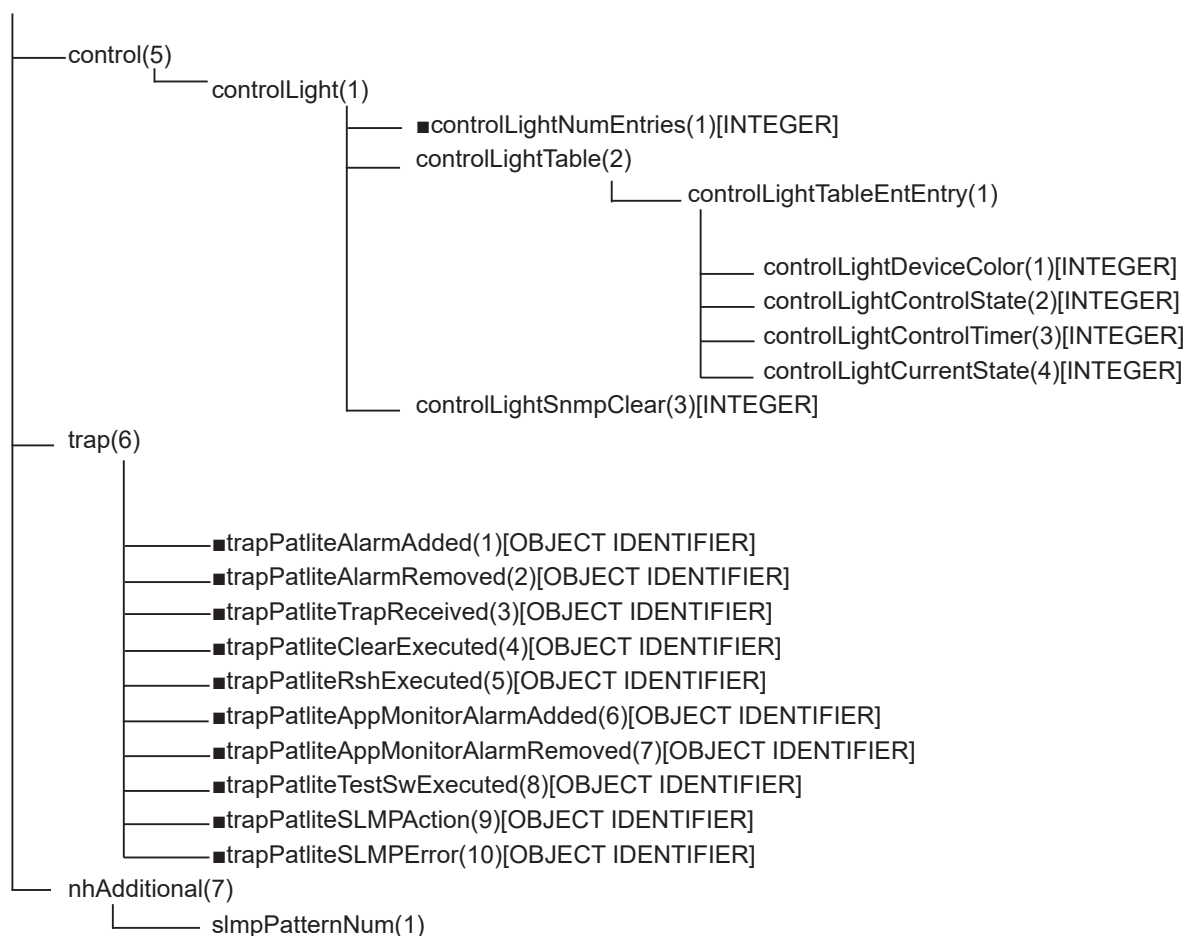 control(5)
controlLight(1)
■controlLightNumEntries(1)[INTEGER]
controlLightTable(2)
controlLightTableEntEntry(1)
controlLightDeviceColor(1)[INTEGER]
controlLightControlState(2)[INTEGER]
controlLightControlTimer(3)[INTEGER]
controlLightCurrentState(4)[INTEGER]
controlLightSnmpClear(3)[INTEGER]
trap(6)
■trapPatliteAlarmAdded(1)[OBJECT IDENTIFIER]
■trapPatliteAlarmRemoved(2)[OBJECT IDENTIFIER]
■trapPatliteTrapReceived(3)[OBJECT IDENTIFIER]
■trapPatliteClearExecuted(4)[OBJECT IDENTIFIER]
■trapPatliteRshExecuted(5)[OBJECT IDENTIFIER]
■trapPatliteAppMonitorAlarmAdded(6)[OBJECT IDENTIFIER]
■trapPatliteAppMonitorAlarmRemoved(7)[OBJECT IDENTIFIER]
■trapPatliteTestSwExecuted(8)[OBJECT IDENTIFIER]
■trapPatliteSLMPAction(9)[OBJECT IDENTIFIER]
■trapPatliteSLMPError(10)[OBJECT IDENTIFIER]
nhAdditional(7)
slmpPatternNum(1)